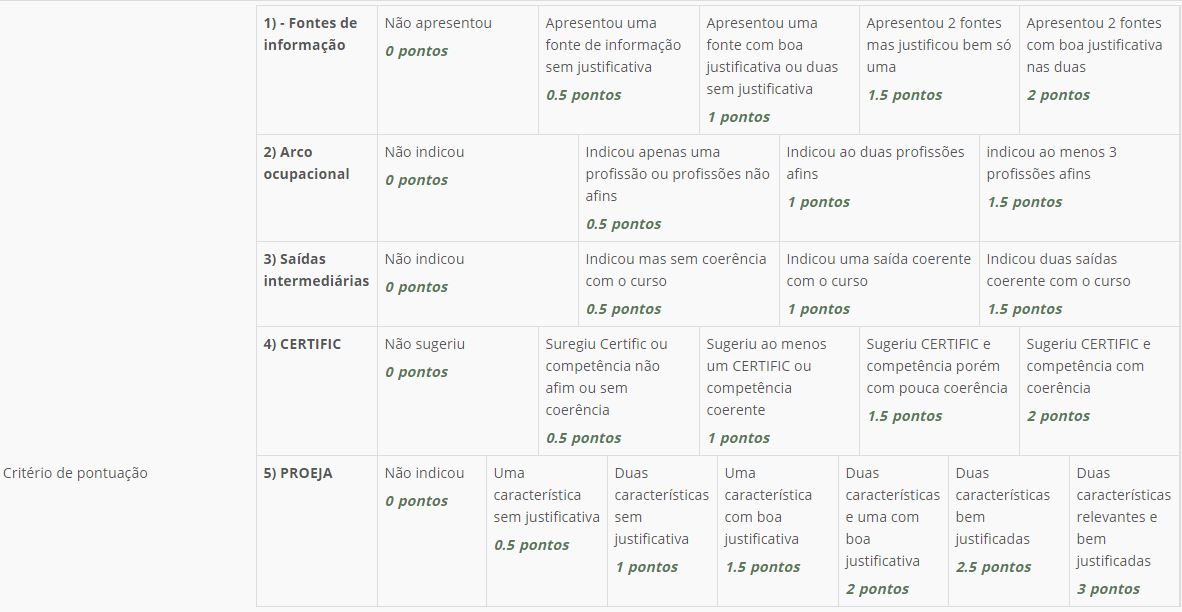 1) - Fontes de
informação
Não apresentou
0 pontos
Apresentou uma
fonte de informação
sem justificativa
0.5 pontos
Apresentou uma
fonte com boa
justificativa ou duas
sem justificativa
1 pontos
Apresentou 2 fontes
mas justificou bem só
uma
1.5 pontos
Apresentou 2 fontes
com boa justificativa
nas duas
2 pontos
2) Arco
ocupacional
Não indicou
0 pontos
Indicou apenas uma
profissão ou profissões não
afins
0.5 pontos
Indicou ao duas profissões
afins
1 pontos
indicou ao menos 3
profissões afins
1.5 pontos
3) Saídas
intermediárias
Não indicou
0 pontos
Indicou mas sem coerência
com o curso
0.5 pontos
Indicou uma saída coerente
com o curso
1 pontos
Indicou duas saídas
coerente com o curso
1.5 pontos
4) CERTIFIC
Não sugeriu
0 pontos
Suregiu Certific ou
competência não
afim ou sem
coerência
0.5 pontos
Sugeriu ao menos
um CERTIFIC ou
competência
coerente
1 pontos
Sugeriu CERTIFIC e
competência porém
com pouca coerência
1.5 pontos
Sugeriu CERTIFIC e
competência com
coerência
2 pontos
Critério de pontuação
5) PROEJA
Não indicou
0 pontos
Uma
característica
sem justificativa
0.5 pontos
Duas
características
sem
justificativa
1 pontos
Uma
característica
com boa
justificativa
1.5 pontos
Duas
características
e uma com
boa
justificativa
2 pontos
Duas
características
bem
justificadas
2.5 pontos
Duas
características
relevantes e
bem
justificadas
3 pontos